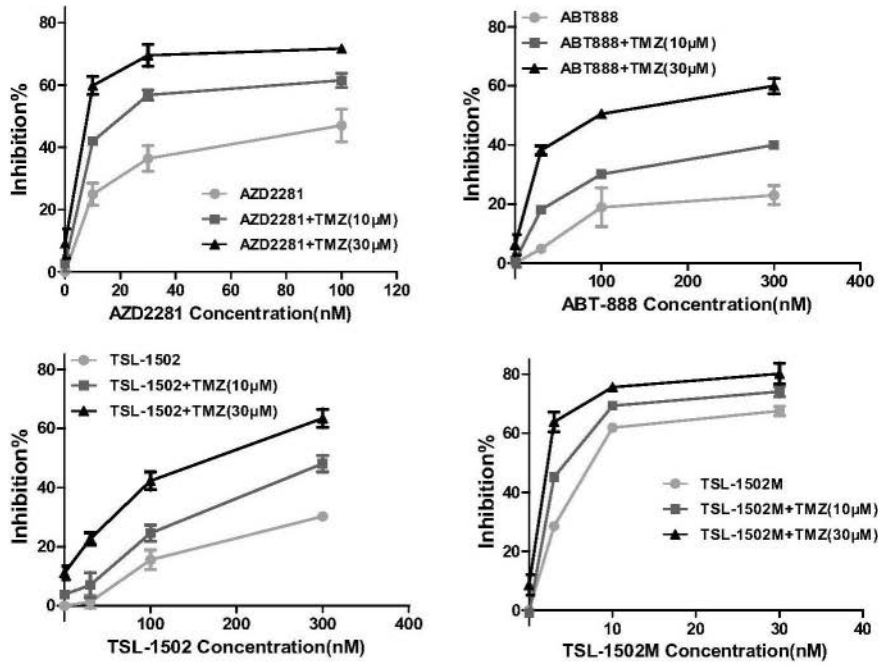 80
60
40
20
0
Inhibition%
AZD2281
AZD2281+TMZ(10µM)
AZD2281+TMZ(30µM)
0 20 40 60 80 100 120
AZD2281 Concentration(nM)
80
60
40
20
0
Inhibition%
ABT888
ABT888+TMZ(10µM)
ABT888+TMZ(30µM)
100 200 300 400
ABT-888 Concentration(nM)
80
60
40
20
0
Inhibition%
TSL-1502
TSL-1502+TMZ(10µM)
TSL-1502+TMZ(30µM)
100 200 300 400
TSL-1502 Concentration(nM)
80
60
40
20
0
Inhibition%
TSL-1502M
TSL-1502M+TMZ(10µM)
TSL-1502M+TMZ(30µM)
10 20 30 40
TSL-1502M Concentration(nM)